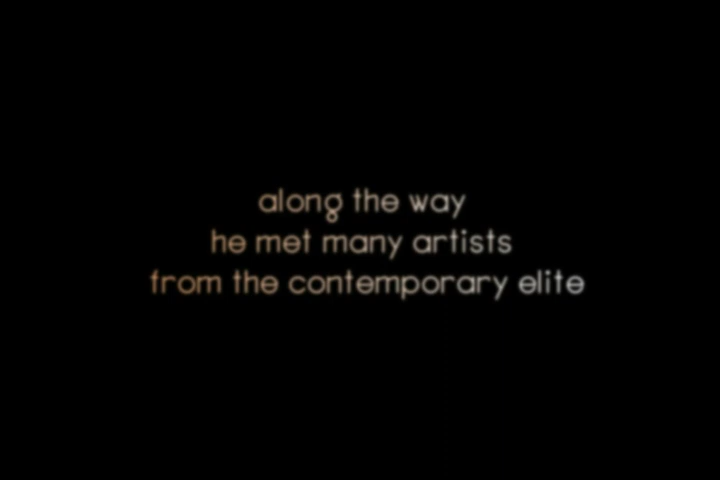 along the way
he met many artists
from the contemporary elite